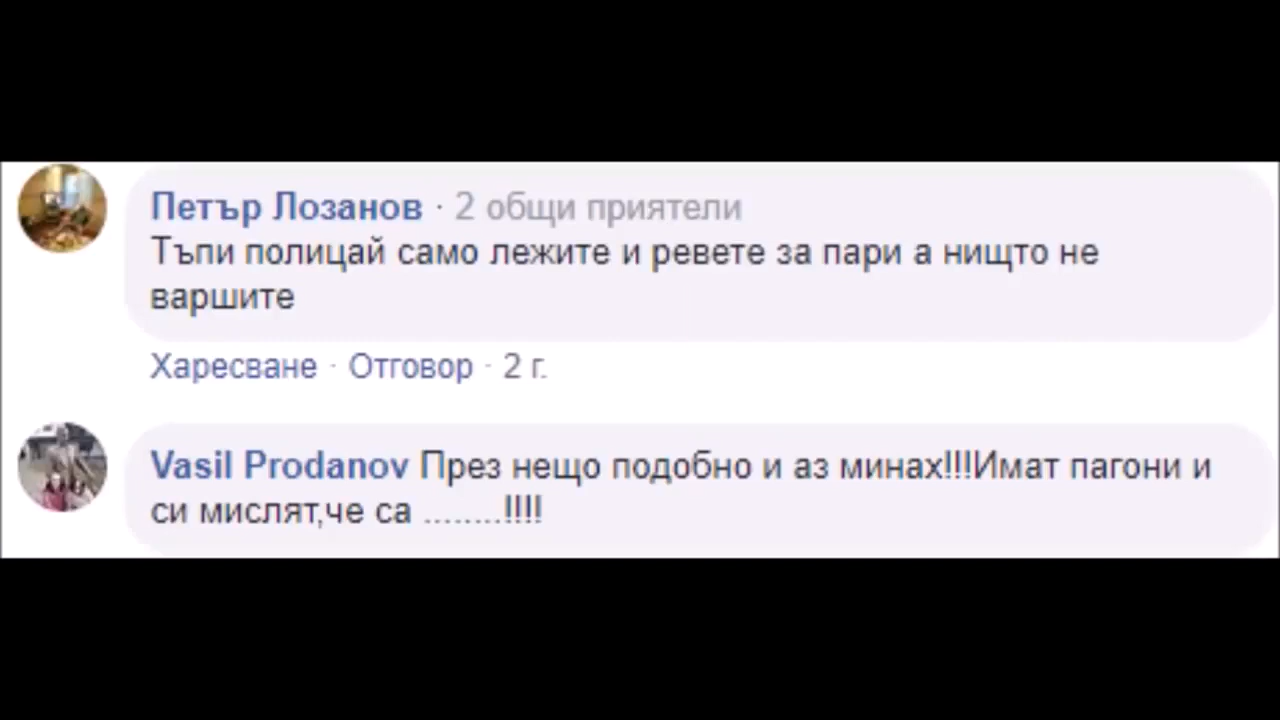 Петър Лозанов · 2 общи приятели
Тъпи полицай само лежите и ревете за пари а нищто не
варшите
Харесване · Отговор · 2 г.
Vasil Prodanov През нещо подобно и аз минах!!!Имат пагони и
си мислят,че са ........!!!!